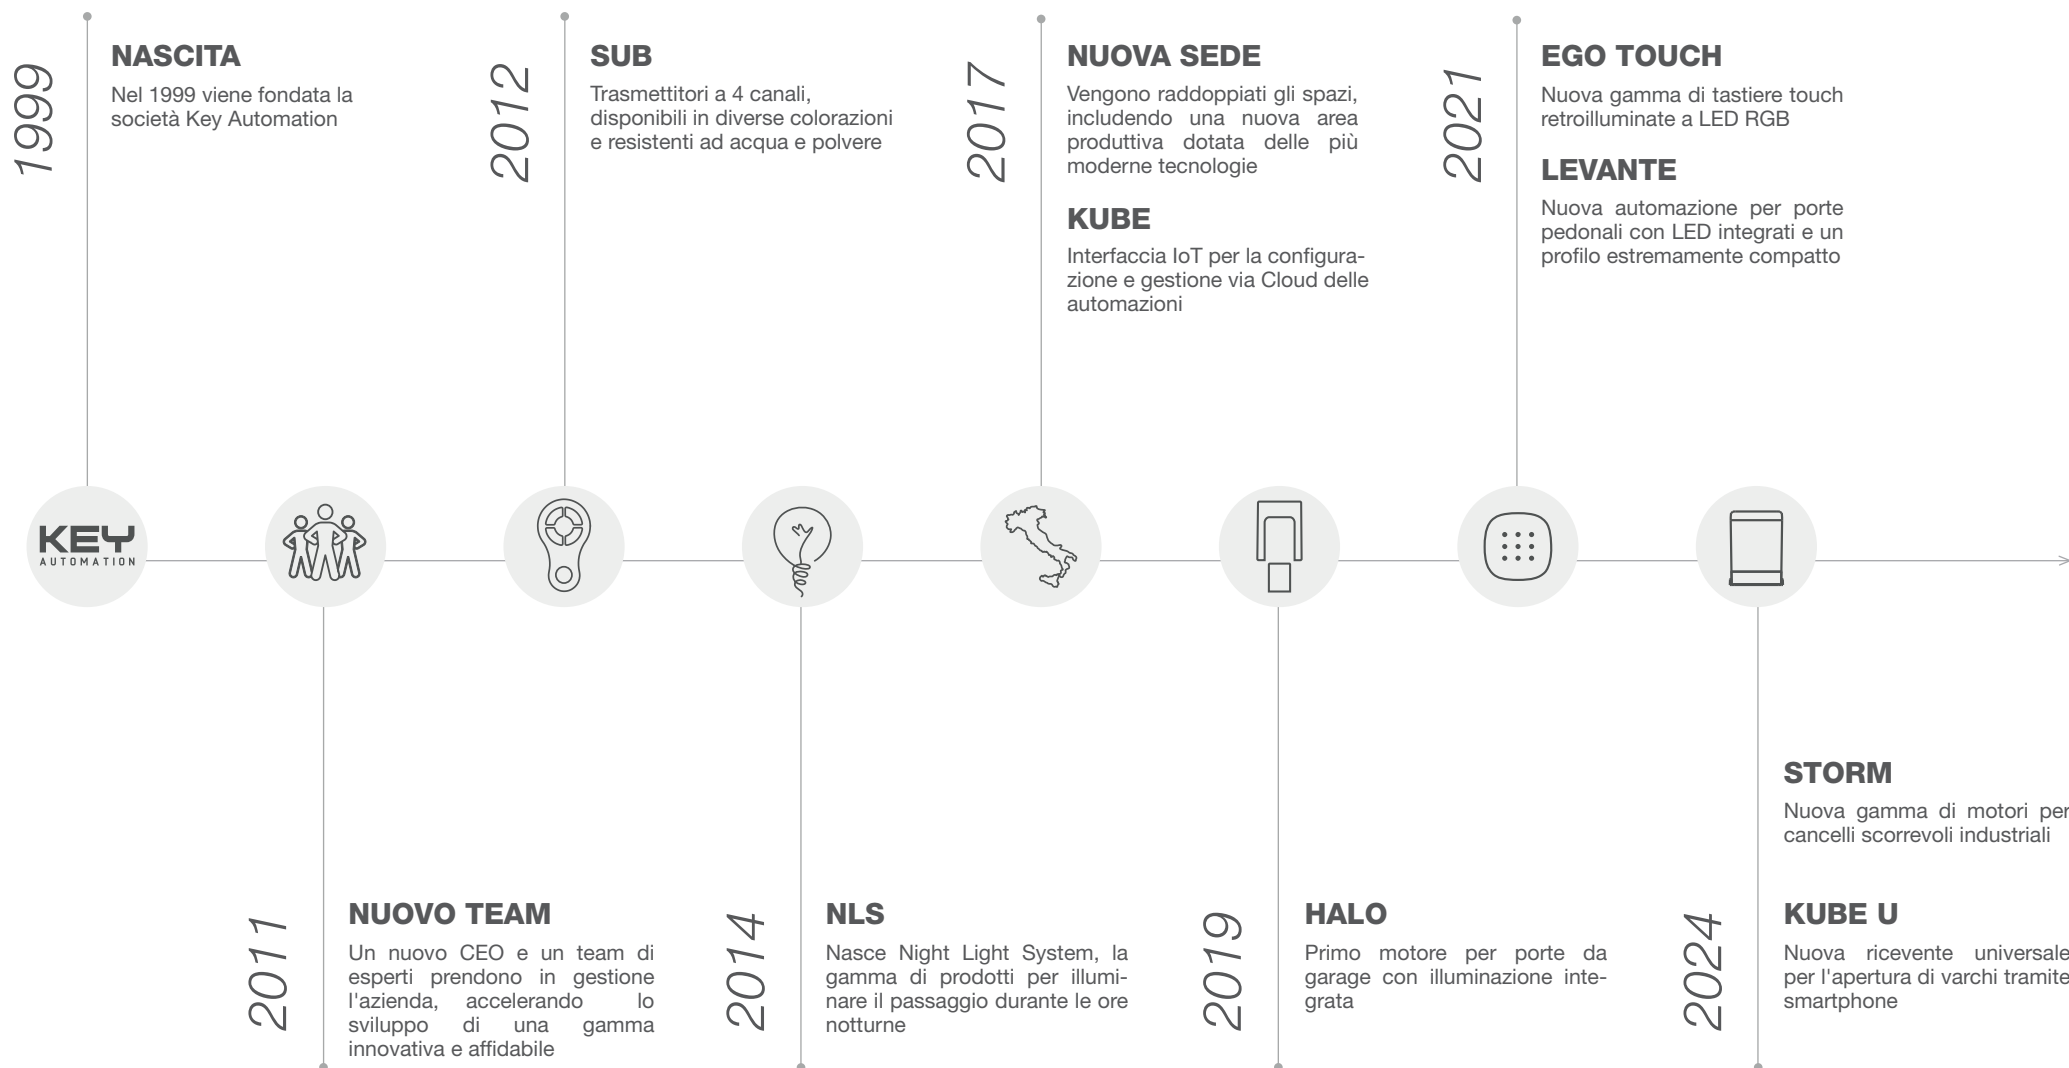 1999
NASCITA
Nel 1999 viene fondata la
società Key Automation
2012
SUB
Trasmettitori a 4 canali,
disponibili in diverse colorazioni
e resistenti ad acqua e polvere
2017
NUOVA SEDE
Vengono raddoppiati gli spazi,
includendo una nuova area
produttiva dotata delle più
moderne tecnologie
KUBE
Interfaccia IoT per la configura-
zione e gestione via Cloud delle
automazioni
2021
EGO TOUCH
Nuova gamma di tastiere touch
retroilluminate a LED RGB
LEVANTE
Nuova automazione per porte
pedonali con LED integrati e un
profilo estremamente compatto
KEY
AUTOMATION
2011
NUOVO TEAM
Un nuovo CEO e un team di
esperti prendono in gestione
l'azienda, accelerando lo
sviluppo di una gamma
innovativa e affidabile
2014
NLS
Nasce Night Light System, la
gamma di prodotti per illumi-
nare il passaggio durante le ore
notturne
2019
HALO
Primo motore per porte da
garage con illuminazione inte-
grata
2024
STORM
Nuova gamma di motori per
cancelli scorrevoli industriali
KUBE U
Nuova ricevente universale
per l'apertura di varchi tramite
smartphone